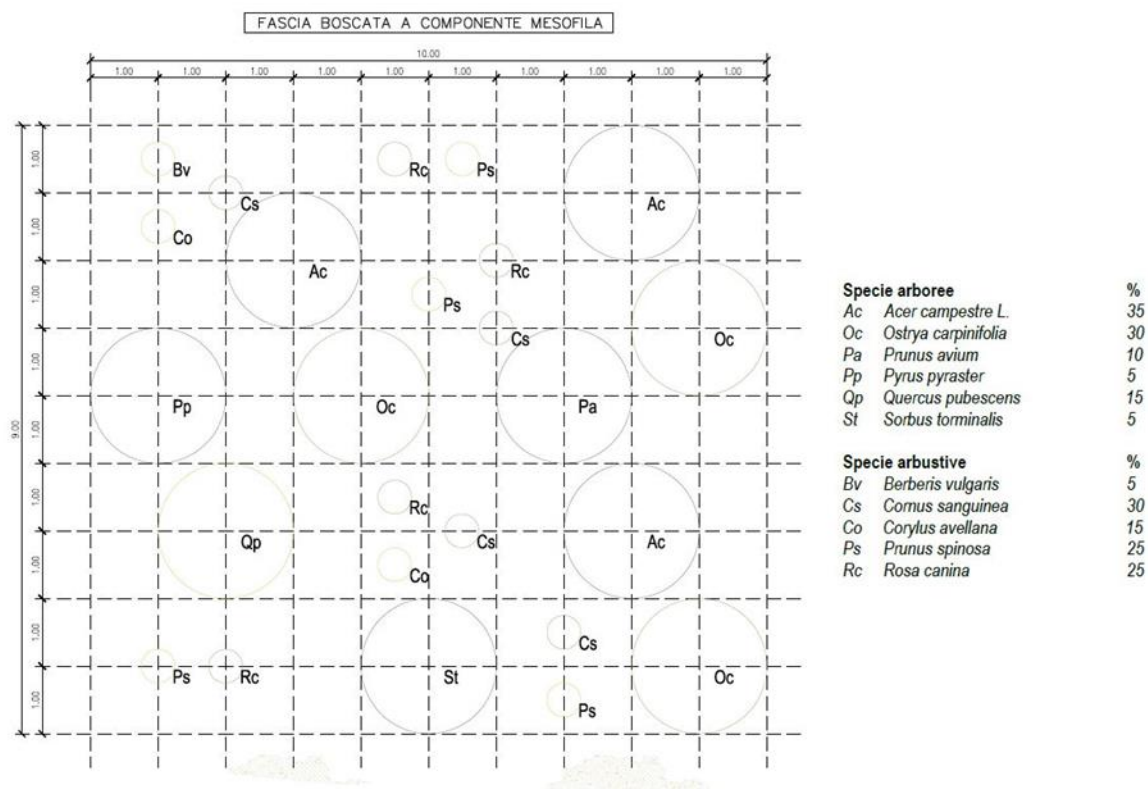 FASCIA BOSCATA A COMPONENTE MESOFILA
10.00
1.00 1.00 1.00 1.00 1.00 1.00 1.00 1.00 1.00 1.00
9.00
1.00
1.00
1.00
1.00
1.00
1.00
1.00
1.00
1.00
Bv Rc Ps
Cs Ac
Co
Ac Rc
Ps
Cs Oc
Pp Oc Pa
Rc
Qp Cs Ac
Co
Cs
Ps Rc St Oc
Ps
Specie arboree %
Ac Acer campestre L. 35
Oc Ostrya carpinifolia 30
Pa Prunus avium 10
Pp Pyrus pyraster 5
Qp Quercus pubescens 15
St Sorbus torminalis 5
Specie arbustive %
Bv Berberis vulgaris 5
Cs Cornus sanguinea 30
Co Corylus avellana 15
Ps Prunus spinosa 25
Rc Rosa canina 25